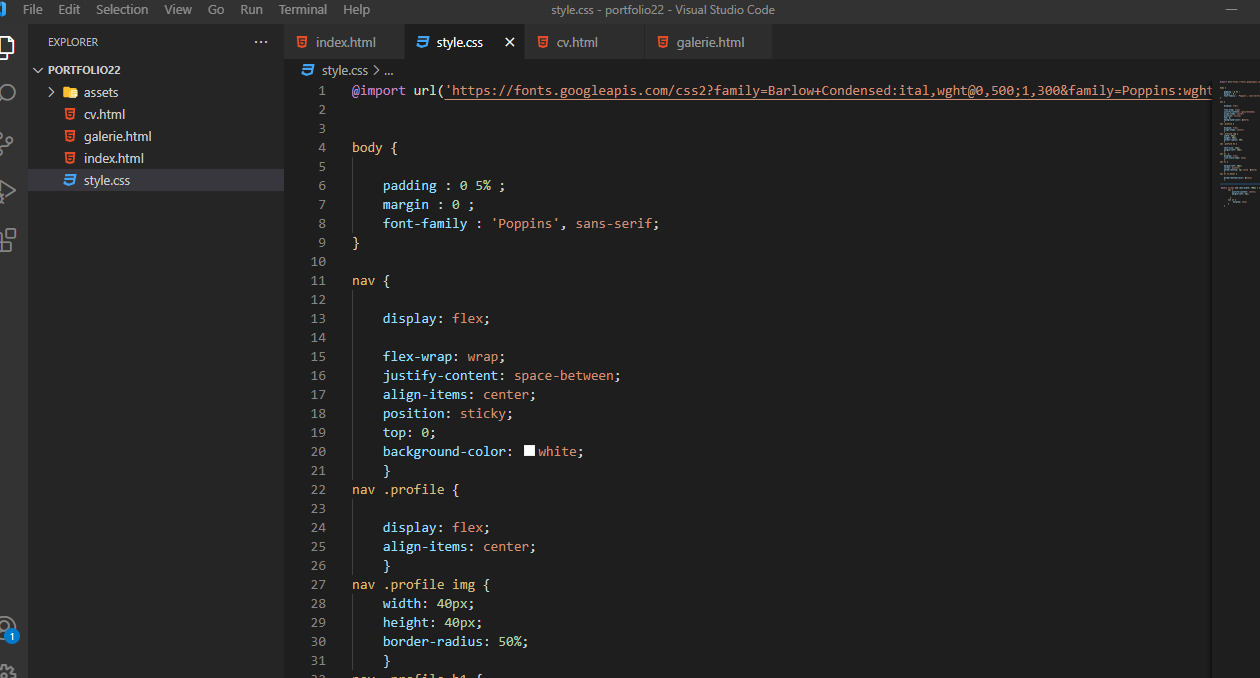 File Edit Selection View Go Run Terminal Help
style.css - portfolio22 - Visual Studio Code
EXPLORER
PORTFOLIO22
assets
cv.html
galerie.html
index.html
style.css
1
index.html style.css cv.html galerie.html
style.css > ...
1 @import url('https://fonts.googleapis.com/css2?family=Barlow+Condensed:ital,wght@0,500;1,300&family=Poppins:wght
2
3
4 body {
5
6 padding : 0 5% ;
7 margin : 0 ;
8 font-family : 'Poppins', sans-serif;
9 }
10
11 nav {
12
13 display: flex;
14
15 flex-wrap: wrap;
16 justify-content: space-between;
17 align-items: center;
18 position: sticky;
19 top: 0;
20 background-color: white;
21 }
22 nav .profile {
23
24 display: flex;
25 align-items: center;
26 }
27 nav .profile img {
28 width: 40px;
29 height: 40px;
30 border-radius: 50%;
31 }
32 nav .profile h1 {